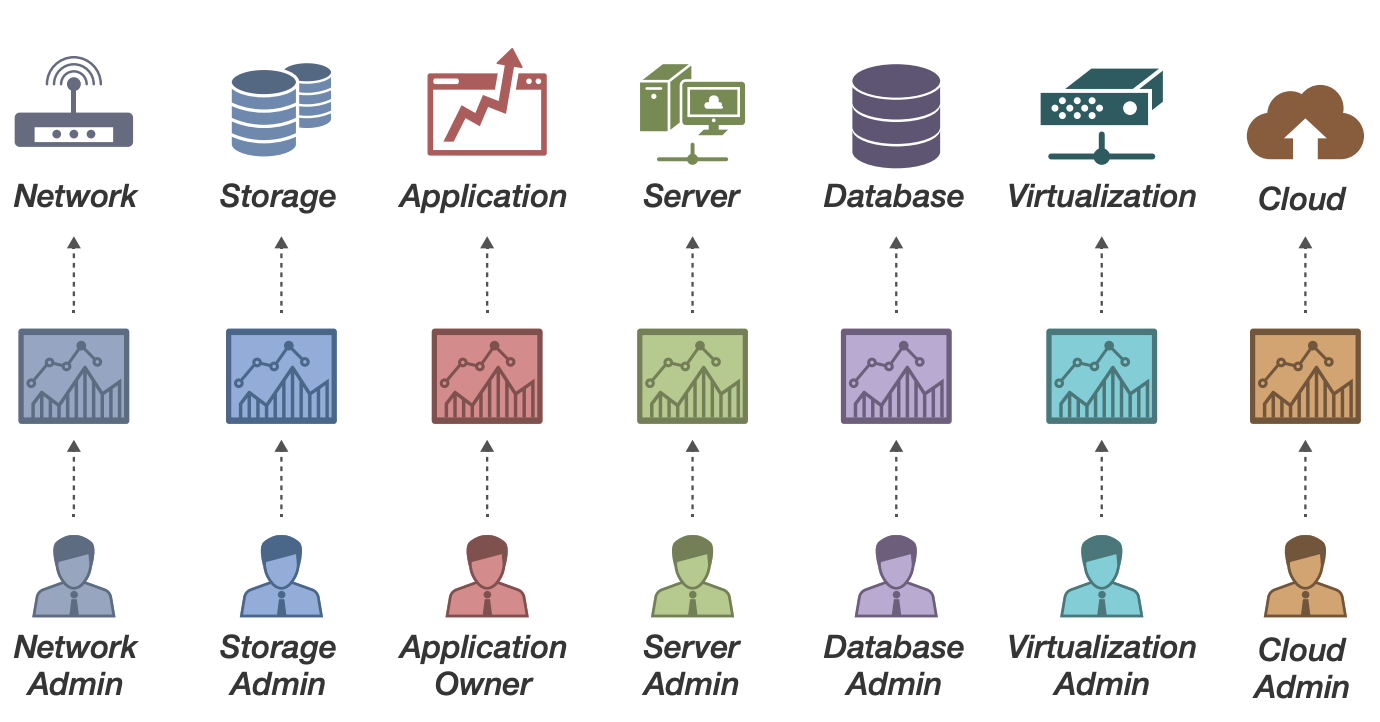 Network
Storage
Application
Server
Database
Virtualization
Cloud
Network
Admin
Storage
Admin
Application
Owner
Server
Admin
Database
Admin
Virtualization
Admin
Cloud
Admin